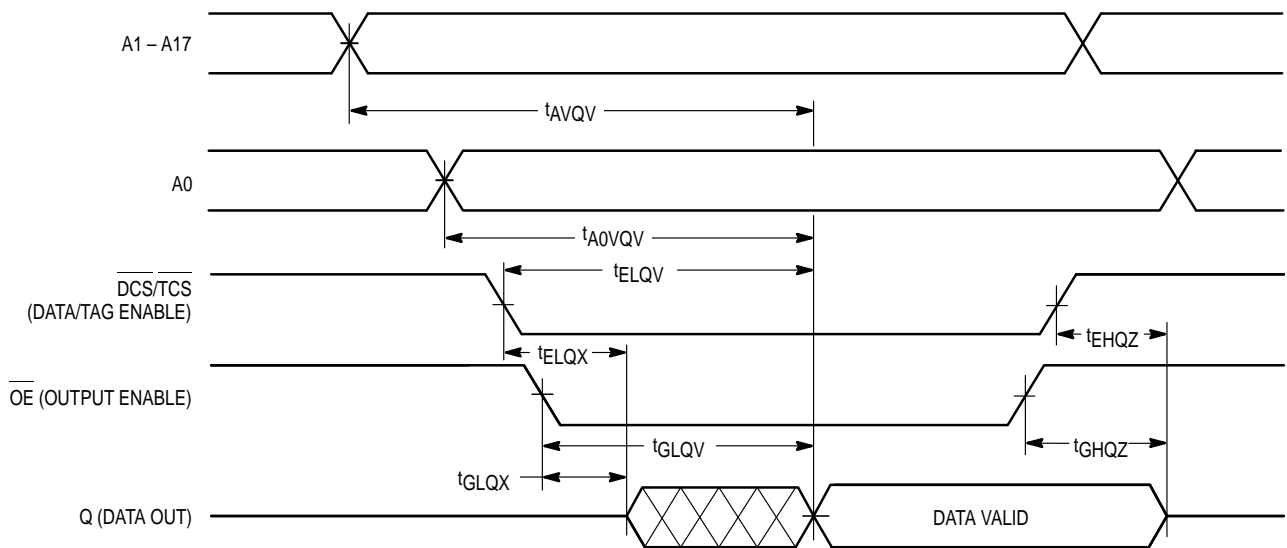 A1 – A17
tAVQV
A0
tA0VQV
DCS/TCS
(DATA/TAG ENABLE)
tELQV
tEHQZ
tELQX
OE (OUTPUT ENABLE)
tGLQV
tGHQZ
tGLQX
Q (DATA OUT)
DATA VALID